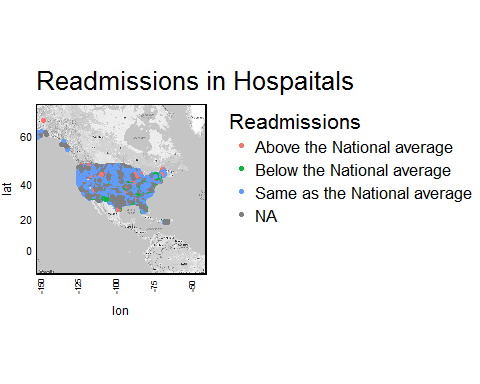 Readmissions in Hospaitals
Readmissions
Above the National average
Below the National average
Same as the National average
NA
lat
60
40
20
0
-150
-125
-100
-75
-50
lon